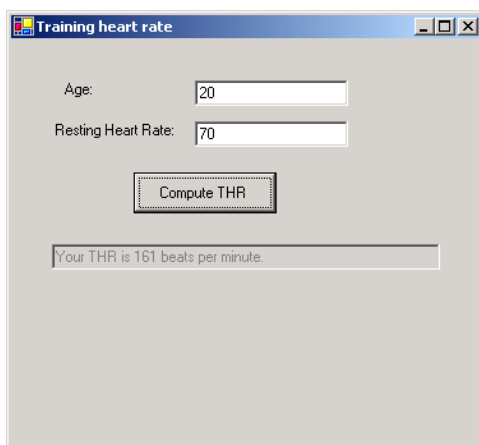 Training heart rate
Age:
20
Resting Heart Rate:
70
Compute THR
Your THR is 161 beats per minute.